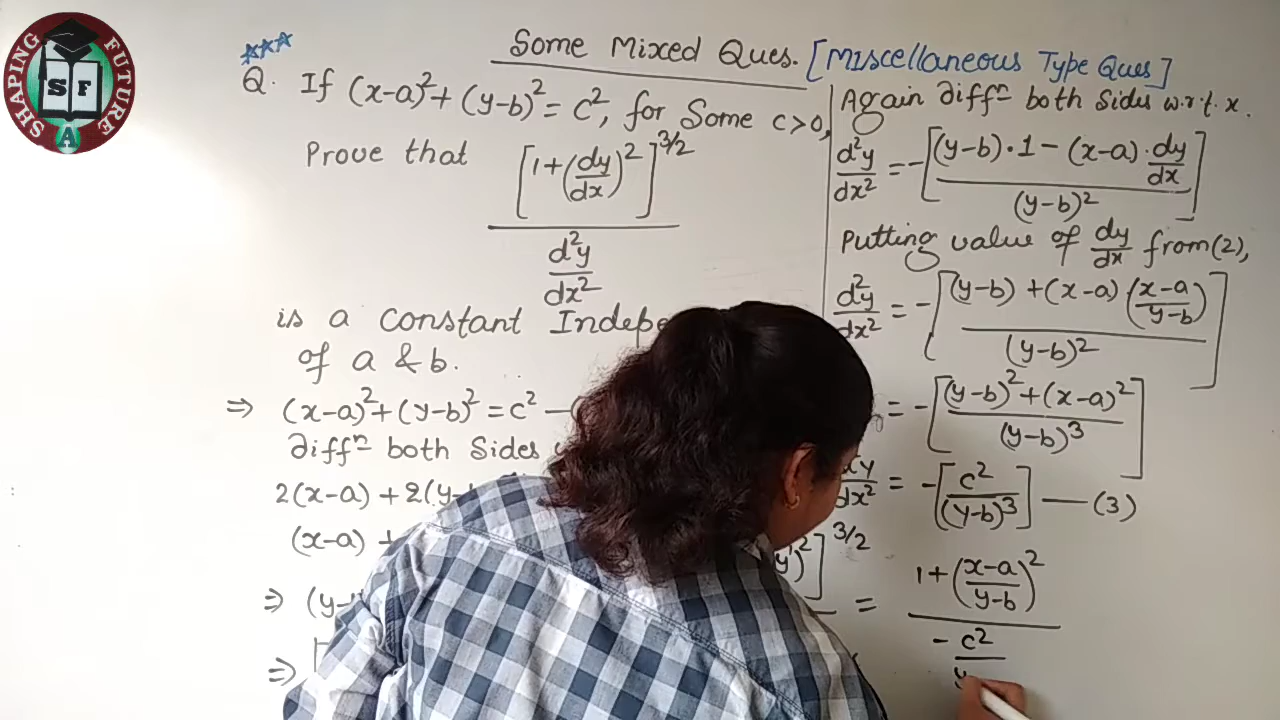 SHAPING FUTURE
S F
A
Some Mixed Ques. [Miscellaneous Type Ques]
Q. If (x-a)² + (y-b)² = c², for Some c>0,
Prove that [1+(dy/dx)²]^3/2
d²y/dx²
is a Constant
of a & b.
⇒ (x-a)² + (y-b)² = c² —
diffⁿ both Sides
2(x-a) + 2(y-
(x-a) +
⇒ (y-
⇒
Again diffⁿ both Sides w.r.t. x.
d²y/dx² = -[(y-b)·1 - (x-a)·dy/dx / (y-b)²]
Putting value of dy/dx from (2),
d²y/dx² = -[(y-b) + (x-a)(x-a/y-b) / (y-b)²]
= -[(y-b)² + (x-a)² / (y-b)³]
dx² = -[c² / (y-b)³] — (3)
]^3/2 = 1+(x-a/y-b)² / -c²/y